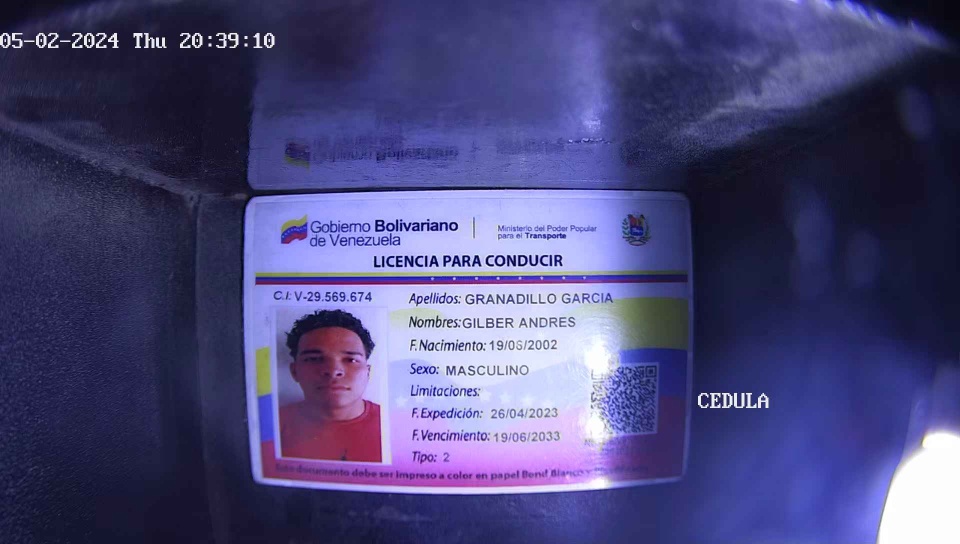 05-02-2024 Thu 20:39:10
Gobierno Bolivariano
de Venezuela
Ministerio del Poder Popular
para el Transporte
LICENCIA PARA CONDUCIR
C.I: V-29.569.674
Apellidos: GRANADILLO GARCIA
Nombres:GILBER ANDRES
F. Nacimiento: 19/06/2002
Sexo: MASCULINO
Limitaciones:
F. Expedición: 26/04/2023
F. Vencimiento: 19/06/2033
Tipo: 2
Este documento debe ser impreso a color en papel Bond Blanco
CEDULA